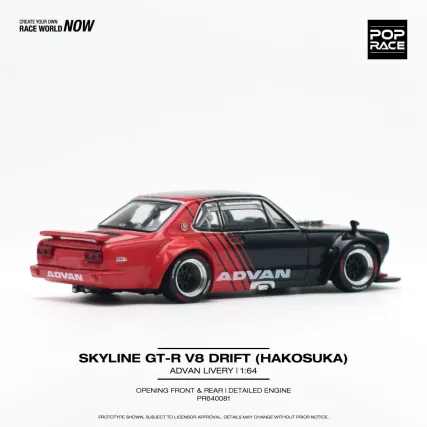 CREATE YOUR OWN
RACE WORLD NOW
POP
RACE
ADVAN
ADVAN
SKYLINE GT-R V8 DRIFT (HAKOSUKA)
ADVAN LIVERY | 1:64
OPENING FRONT & REAR | DETAILED ENGINE
PR640081
PROTOTYPE SHOWN, SUBJECT TO LICENSOR APPROVAL. DETAILS MAY CHANGE WITHOUT PRIOR NOTICE.